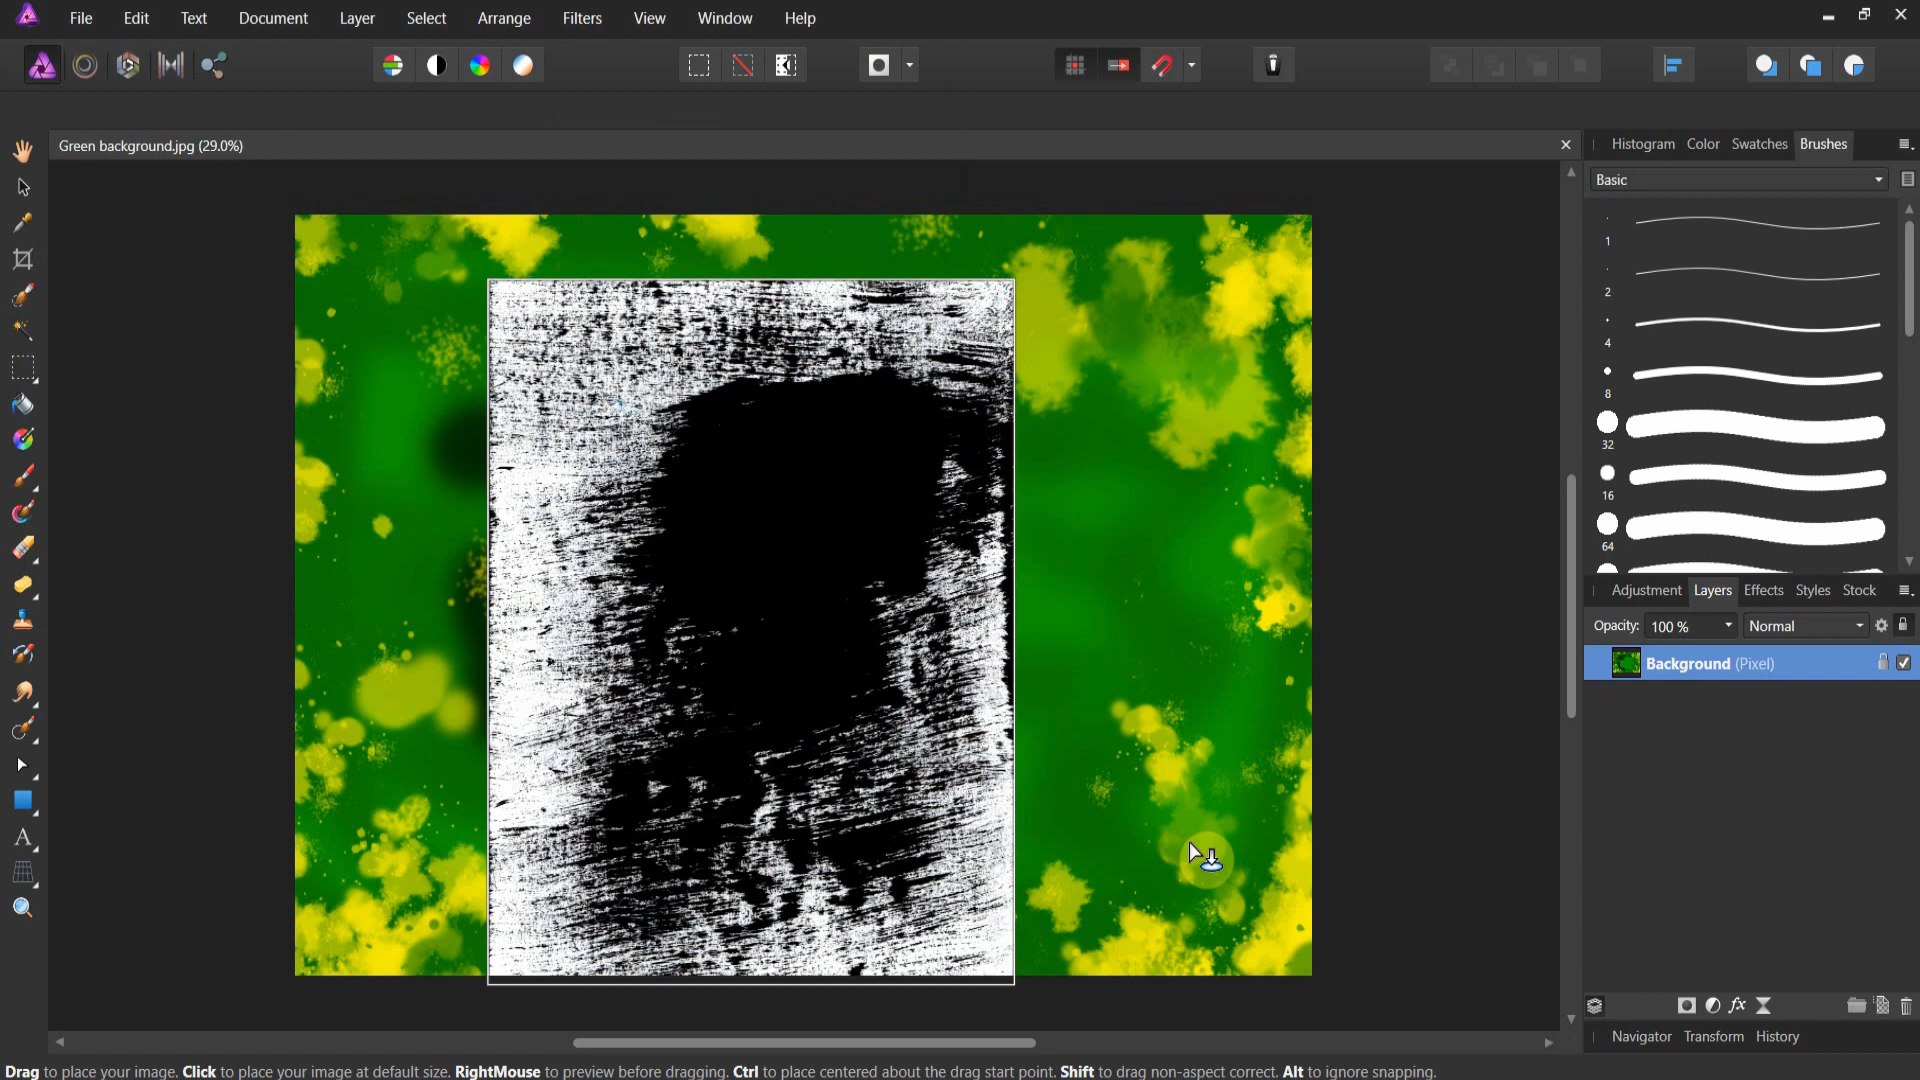 File Edit Text Document Layer Select Arrange Filters View Window Help
Green background.jpg (29.0%)
Histogram Color Swatches Brushes
Basic
1
2
4
8
32
16
64
Adjustment Layers Effects Styles Stock
Opacity: 100 % Normal
Background (Pixel)
Navigator Transform History
Drag to place your image. Click to place your image at default size. RightMouse to preview before dragging. Ctrl to place centered about the drag start point. Shift to drag non-aspect correct. Alt to ignore snapping.